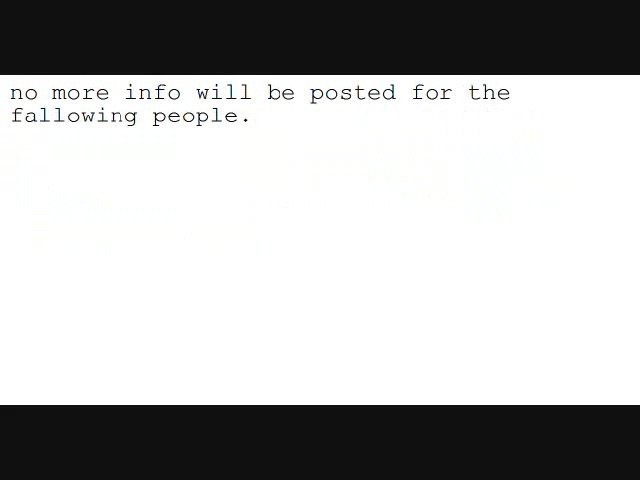 no more info will be posted for the
fallowing people.